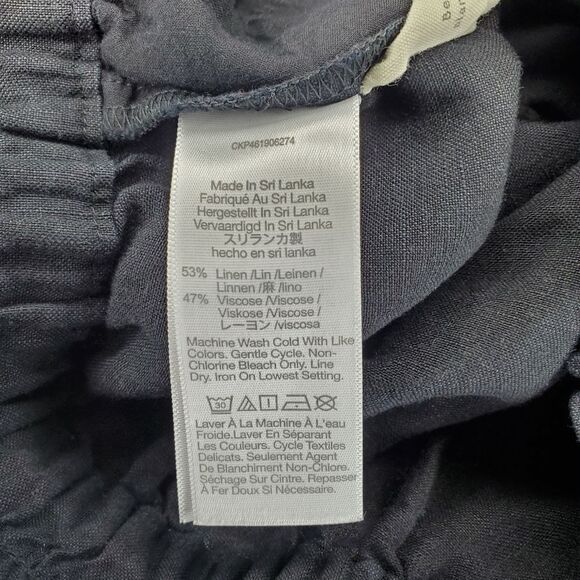 CKP461906274
Made In Sri Lanka
Fabriqué Au Sri Lanka
Hergestellt In Sri Lanka
Vervaardigd In Sri Lanka
スリランカ製
hecho en sri lanka
53% Linen /Lin /Leinen /
Linnen /麻 /lino
47% Viscose /Viscose /
Viskose /Viscose /
レーヨン /viscosa
Machine Wash Cold With Like
Colors. Gentle Cycle. Non-
Chlorine Bleach Only. Line
Dry. Iron On Lowest Setting.
30
Laver À La Machine À L'eau
Froide.Laver En Séparant
Les Couleurs. Cycle Textiles
Delicats. Seulement Agent
De Blanchiment Non-Chlore.
Séchage Sur Cintre. Repasser
À Fer Doux Si Nécessaire.